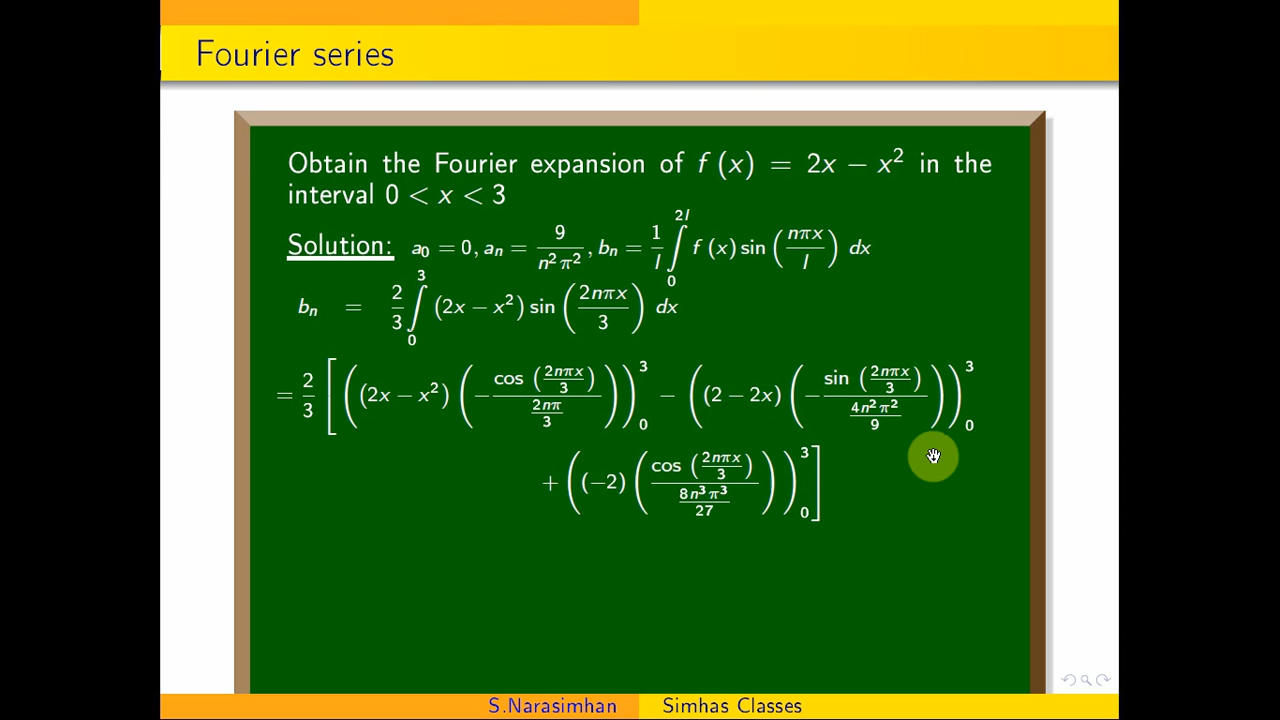 Fourier series
Obtain the Fourier expansion of f (x) = 2x − x² in the
interval 0 < x < 3
Solution: a₀ = 0, aₙ = 9/(n²π²), bₙ = (1/l) ∫₀^{2l} f (x) sin (nπx/l) dx
bₙ = (2/3) ∫₀^{3} (2x − x²) sin (2nπx/3) dx
= (2/3) [ ( (2x − x²) ( − cos (2nπx/3) / (2nπ/3) ) )₀³ − ( (2 − 2x) ( − sin (2nπx/3) / (4n²π²/9) ) )₀³
+ ( (−2) ( cos (2nπx/3) / (8n³π³/27) ) )₀³ ]
S.Narasimhan Simhas Classes